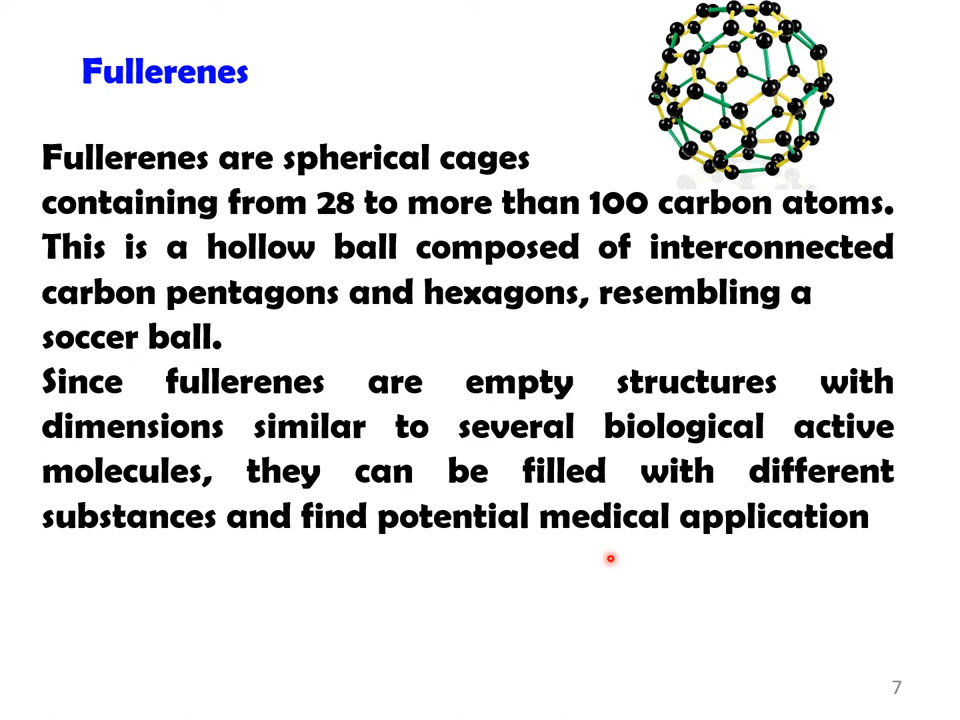 Fullerenes
Fullerenes are spherical cages
containing from 28 to more than 100 carbon atoms.
This is a hollow ball composed of interconnected
carbon pentagons and hexagons, resembling a
soccer ball.
Since fullerenes are empty structures with
dimensions similar to several biological active
molecules, they can be filled with different
substances and find potential medical application
7